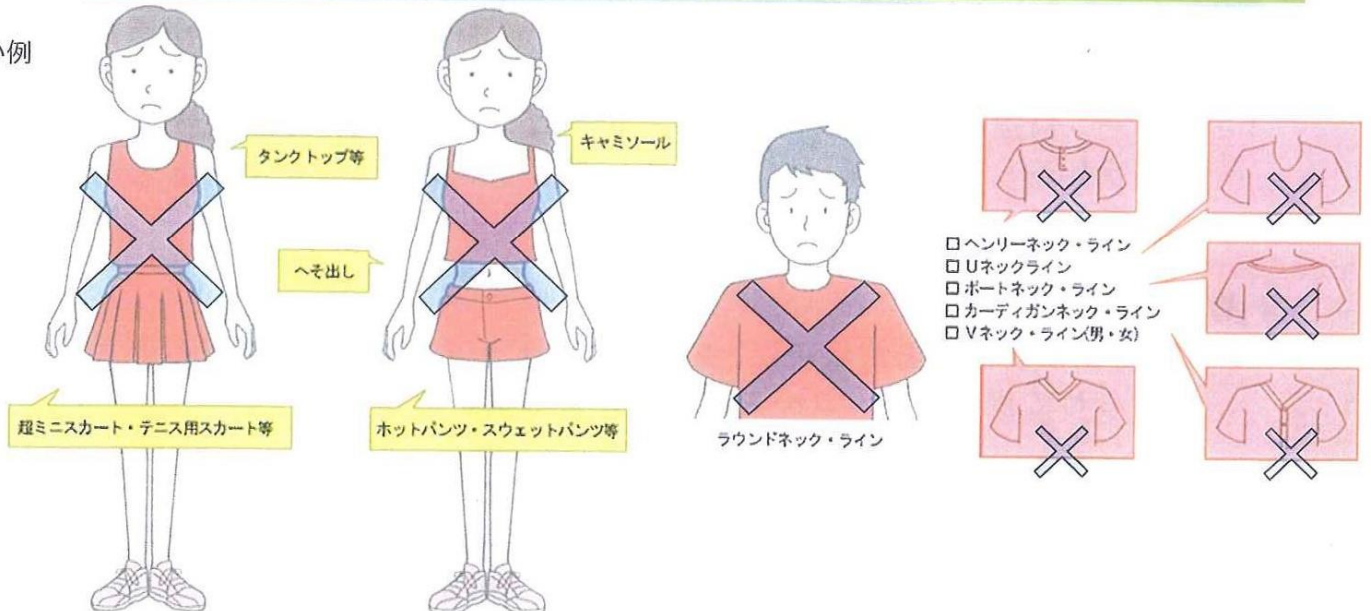 い例
タンクトップ等
キャミソール
へそ出し
超ミニスカート・テニス用スカート等
ホットパンツ・スウェットパンツ等
ラウンドネック・ライン
□ ヘンリーネック・ライン
□ Uネックライン
□ ボートネック・ライン
□ カーディガンネック・ライン
□ Vネック・ライン(男・女)